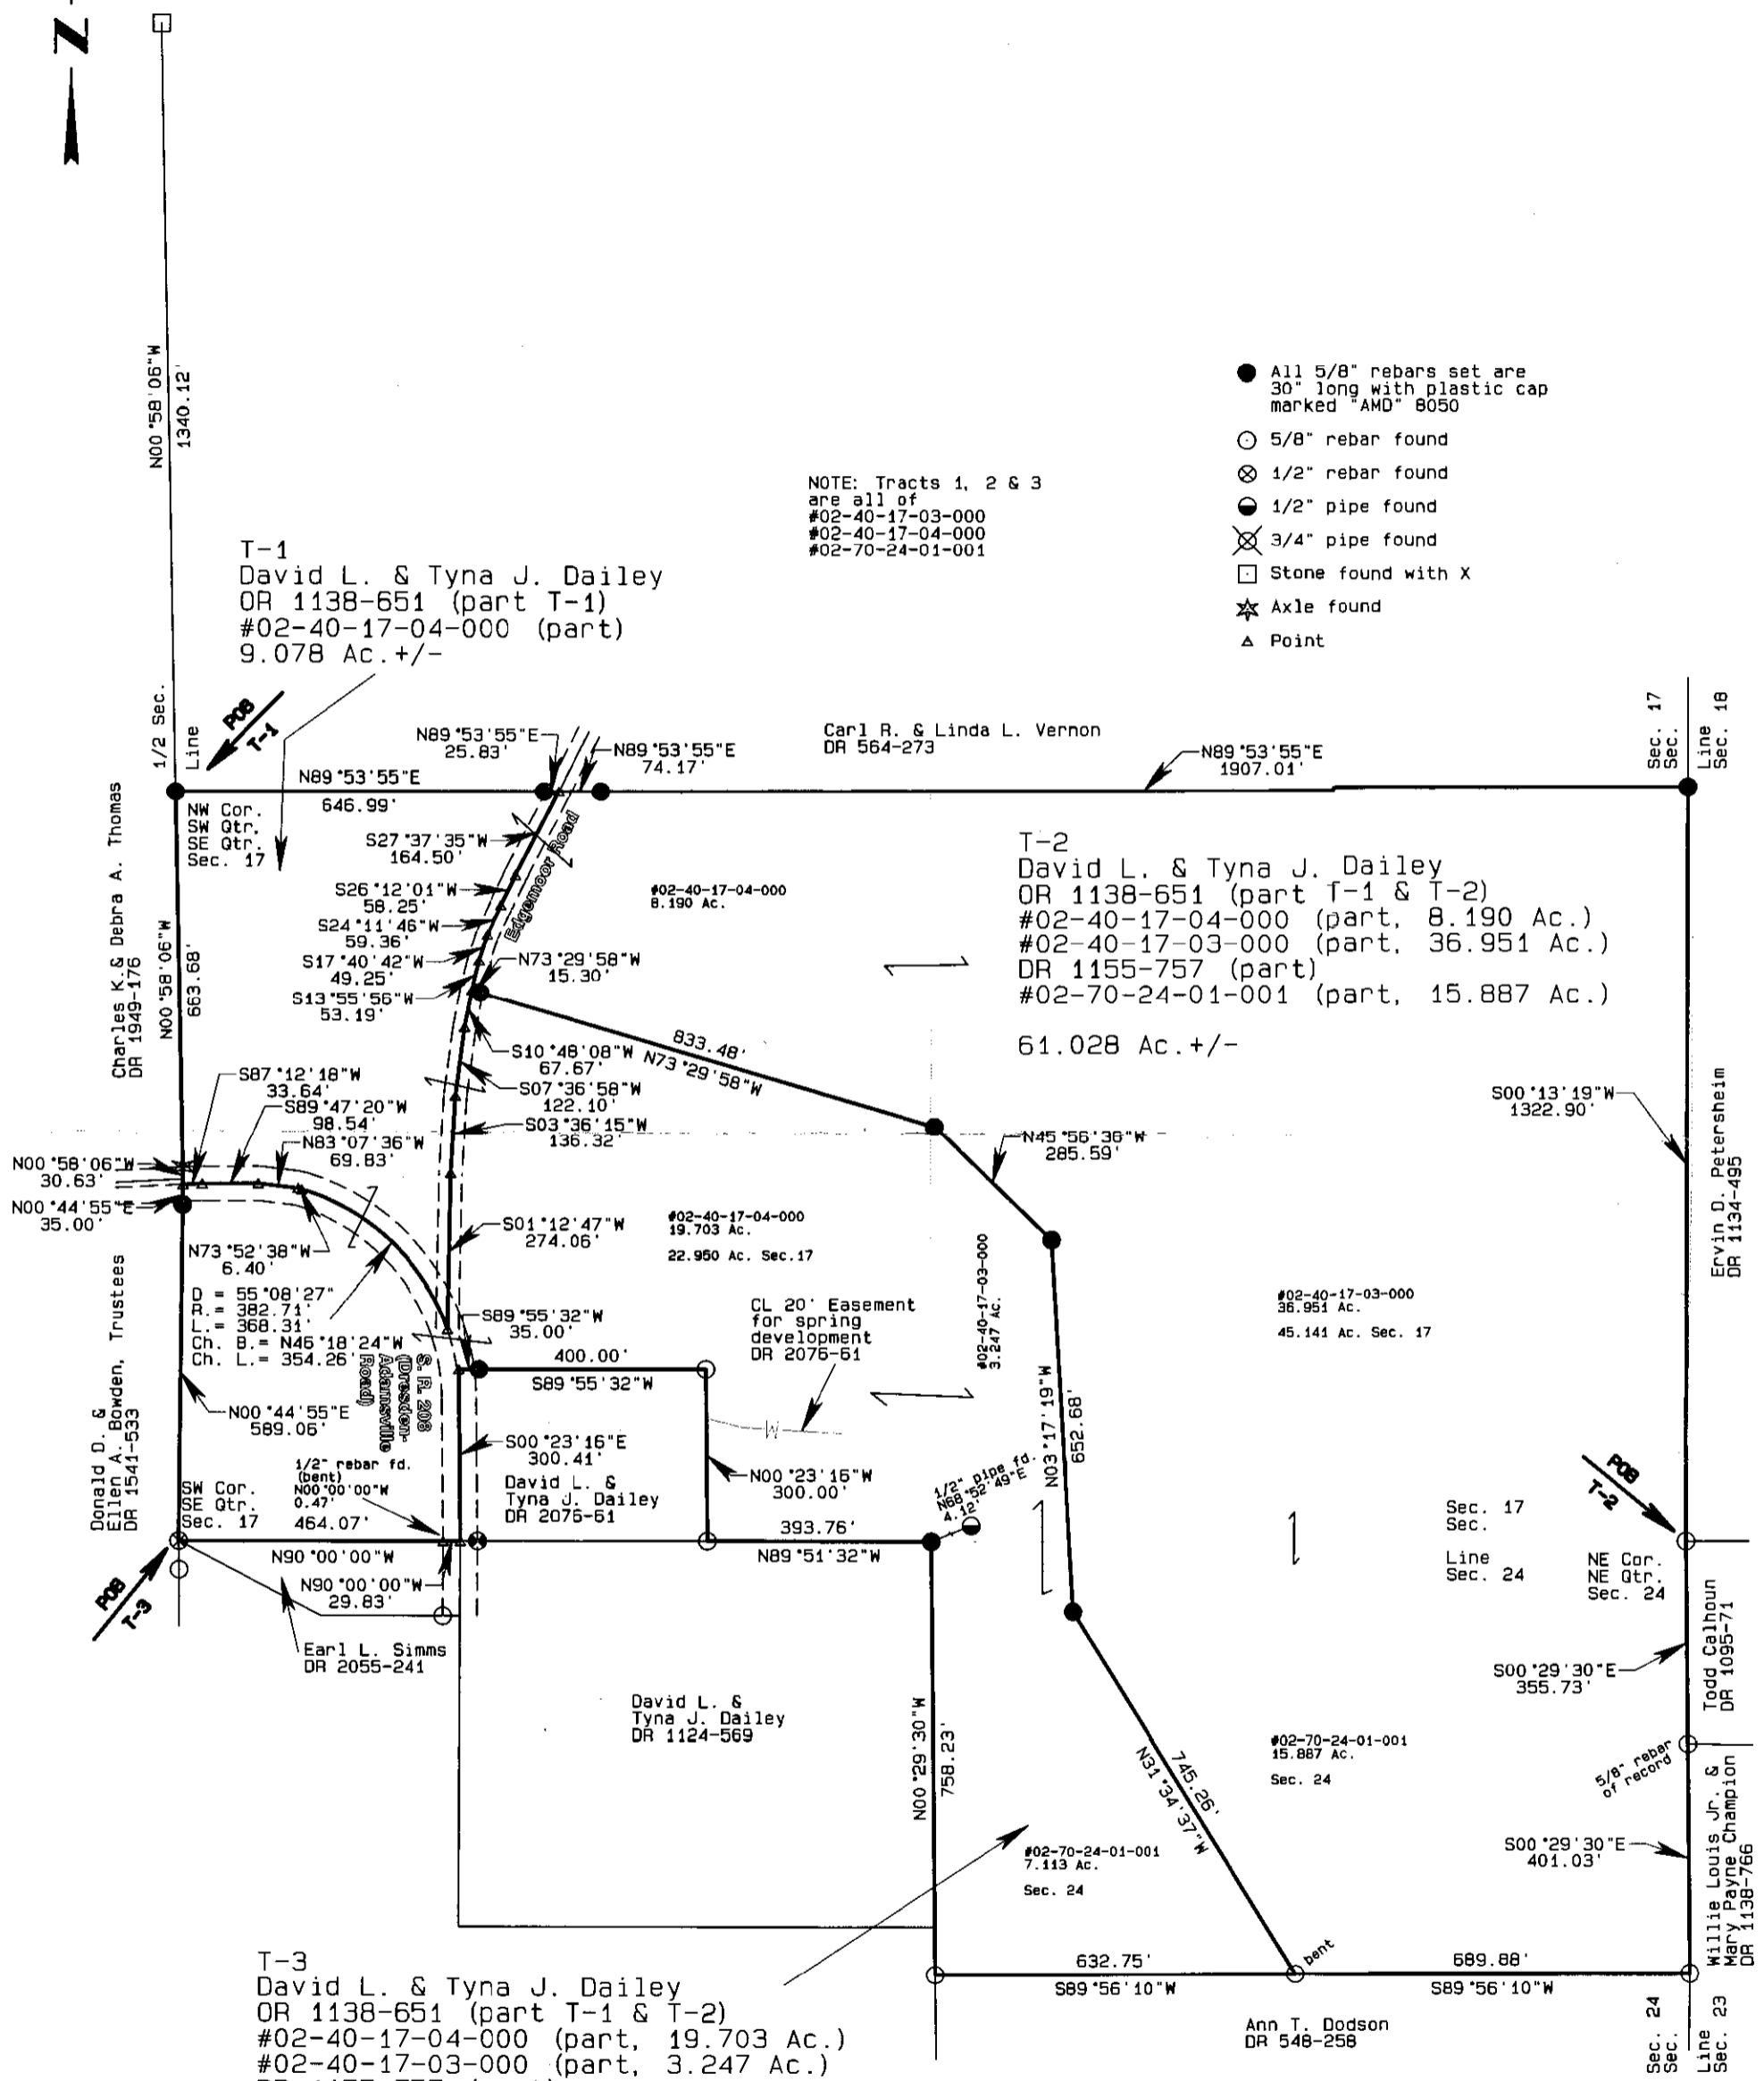 N
N00°58'06"W
1340.12'
● All 5/8" rebars set are
30" long with plastic cap
marked "AMD" 8050
5/8" rebar found
1/2" rebar found
1/2" pipe found
3/4" pipe found
Stone found with X
Axle found
Point
NOTE: Tracts 1, 2 & 3
are all of
#02-40-17-03-000
#02-40-17-04-000
#02-70-24-01-001
T-1
David L. & Tyna J. Dailey
OR 1138-651 (part T-1)
#02-40-17-04-000 (part)
9.078 Ac.+/-
1/2 Sec.
Line
POB
T-1
N89°53'55"E
25.83'
N89°53'55"E
74.17'
Carl R. & Linda L. Vernon
DR 564-273
N89°53'55"E
1907.01'
Sec. 17
Sec.
Line
Sec. 18
N89°53'55"E
646.99'
NW Cor.
SW Qtr.
SE Qtr.
Sec. 17
Charles K.& Debra A. Thomas
DR 1949-176
N00°58'06"W
663.68'
S27°37'35"W
164.50'
S26°12'01"W
58.25'
S24°11'46"W
59.36'
S17°40'42"W
49.25'
S13°55'56"W
53.19'
Edgemoor Road
#02-40-17-04-000
8.190 Ac.
N73°29'58"W
15.30'
T-2
David L. & Tyna J. Dailey
OR 1138-651 (part T-1 & T-2)
#02-40-17-04-000 (part, 8.190 Ac.)
#02-40-17-03-000 (part, 36.951 Ac.)
DR 1155-757 (part)
#02-70-24-01-001 (part, 15.887 Ac.)
61.028 Ac.+/-
833.48'
N73°29'58"W
S10°48'08"W
67.67'
S07°36'58"W
122.10'
S03°36'15"W
136.32'
S87°12'18"W
33.64'
S89°47'20"W
98.54'
N83°07'36"W
69.83'
N00°58'06"W
30.63'
N00°44'55"E
35.00'
N45°56'36"W
285.59'
S00°13'19"W
1322.90'
Ervin D. Petersheim
DR 1134-495
S01°12'47"W
274.06'
#02-40-17-04-000
19.703 Ac.
22.950 Ac. Sec.17
N73°52'38"W
6.40'
D = 55°08'27"
R.= 382.71'
L.= 368.31'
Ch. B.= N46°18'24"W
Ch. L.= 354.26'
Donald D. &
Ellen A. Bowden, Trustees
DR 1541-533
S. R. 208
(Dresden-
Adamsville
Road)
S89°55'32"W
35.00'
400.00'
S89°55'32"W
CL 20' Easement
for spring
development
DR 2076-61
W
#02-40-17-03-000
3.247 Ac.
#02-40-17-03-000
36.951 Ac.
45.141 Ac. Sec. 17
N03°17'19"W
652.68'
N00°44'55"E
589.06'
S00°23'16"E
300.41'
N00°23'16"W
300.00'
David L. &
Tyna J. Dailey
DR 2076-61
1/2" rebar fd.
(bent)
N00°00'00"W
0.47'
SW Cor.
SE Qtr.
Sec. 17
464.07'
N90°00'00"W
N90°00'00"W
29.83'
1/2" pipe fd.
N68°52'49"E
4.12'
393.76'
N89°51'32"W
POB
T-3
POB
T-2
Sec. 17
Sec.
Line
Sec. 24
NE Cor.
NE Qtr.
Sec. 24
Earl L. Simms
DR 2055-241
David L. &
Tyna J. Dailey
DR 1124-569
N00°29'30"W
758.23'
S00°29'30"E
355.73'
Todd Calhoun
DR 1095-71
745.26'
N31°34'37"W
#02-70-24-01-001
15.887 Ac.
Sec. 24
5/8" rebar
of record
#02-70-24-01-001
7.113 Ac.
Sec. 24
S00°29'30"E
401.03'
Willie Louis Jr. &
Mary Payne Champion
DR 1138-766
632.75'
S89°56'10"W
bent
689.88'
S89°56'10"W
Ann T. Dodson
DR 548-258
Sec. 24
Sec.
Line
Sec. 23
T-3
David L. & Tyna J. Dailey
OR 1138-651 (part T-1 & T-2)
#02-40-17-04-000 (part, 19.703 Ac.)
#02-40-17-03-000 (part, 3.247 Ac.)